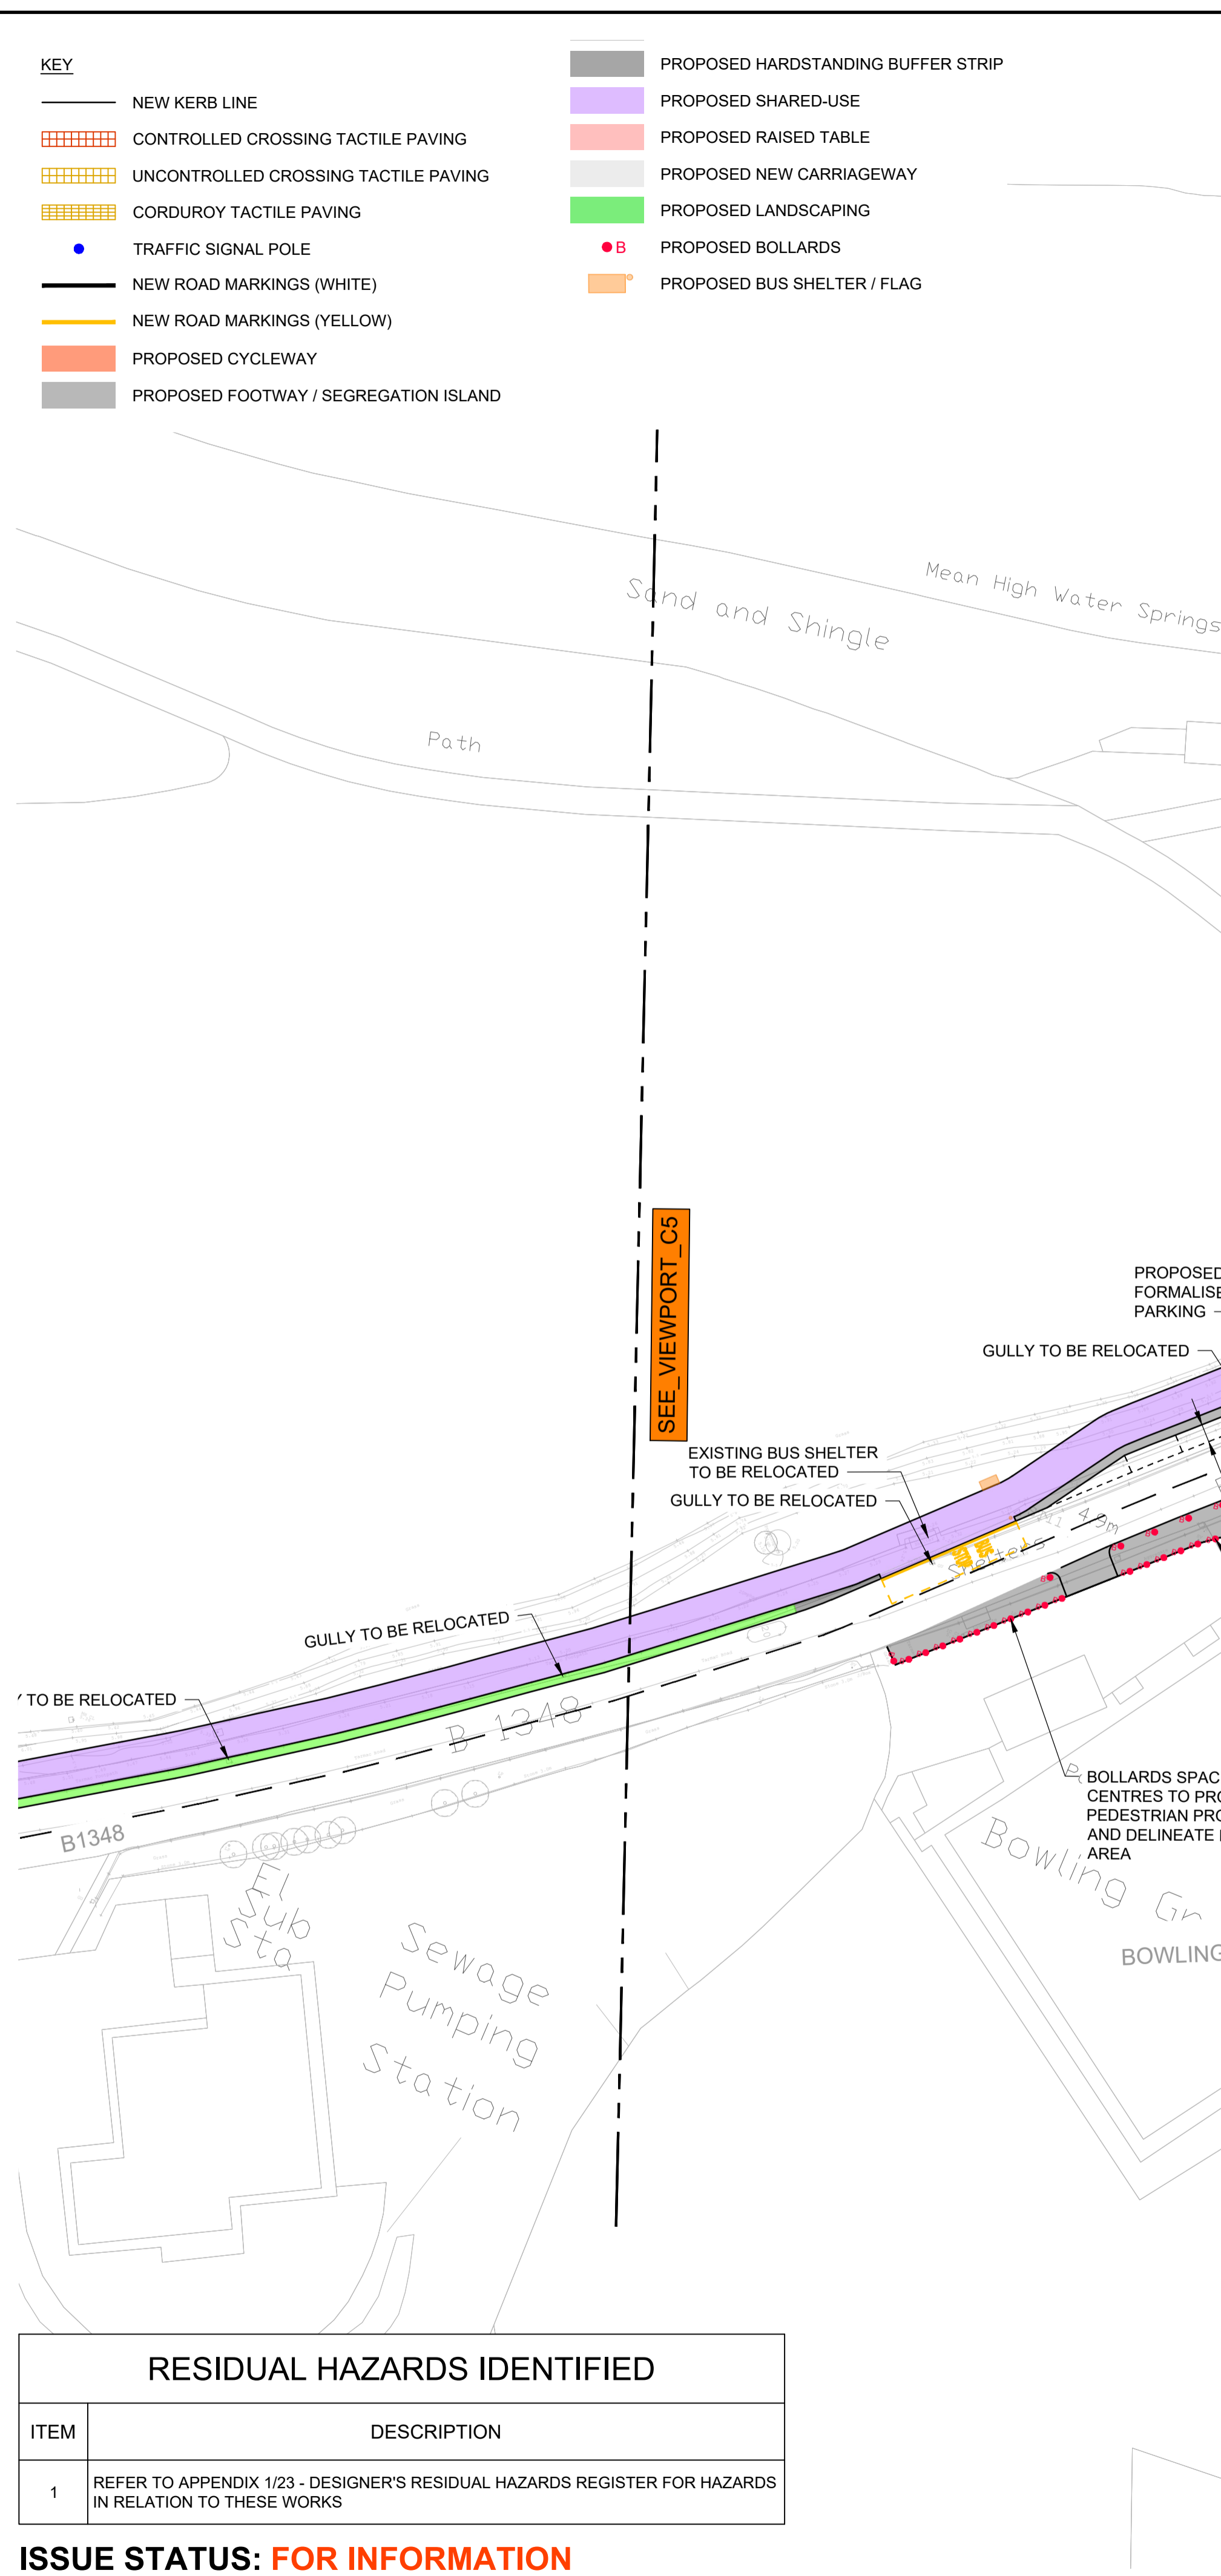 KEY
NEW KERB LINE
CONTROLLED CROSSING TACTILE PAVING
UNCONTROLLED CROSSING TACTILE PAVING
CORDUROY TACTILE PAVING
TRAFFIC SIGNAL POLE
NEW ROAD MARKINGS (WHITE)
NEW ROAD MARKINGS (YELLOW)
PROPOSED CYCLEWAY
PROPOSED FOOTWAY / SEGREGATION ISLAND
PROPOSED HARDSTANDING BUFFER STRIP
PROPOSED SHARED-USE
PROPOSED RAISED TABLE
PROPOSED NEW CARRIAGEWAY
PROPOSED LANDSCAPING
B PROPOSED BOLLARDS
PROPOSED BUS SHELTER / FLAG
Mean High Water Springs
Sand and Shingle
Path
SEE_VIEWPORT_C5
PROPOSED
FORMALISE
PARKING
GULLY TO BE RELOCATED
EXISTING BUS SHELTER
TO BE RELOCATED
GULLY TO BE RELOCATED
4.9m
Shelters
GULLY TO BE RELOCATED
TO BE RELOCATED
B 1348
B1348
BOLLARDS SPAC
CENTRES TO PRO
PEDESTRIAN PRO
AND DELINEATE
AREA
Bowling Gr
BOWLING
El
Sub
Sta
Sewage
Pumping
Station
RESIDUAL HAZARDS IDENTIFIED
ITEM DESCRIPTION
1 REFER TO APPENDIX 1/23 - DESIGNER'S RESIDUAL HAZARDS REGISTER FOR HAZARDS
IN RELATION TO THESE WORKS
ISSUE STATUS: FOR INFORMATION